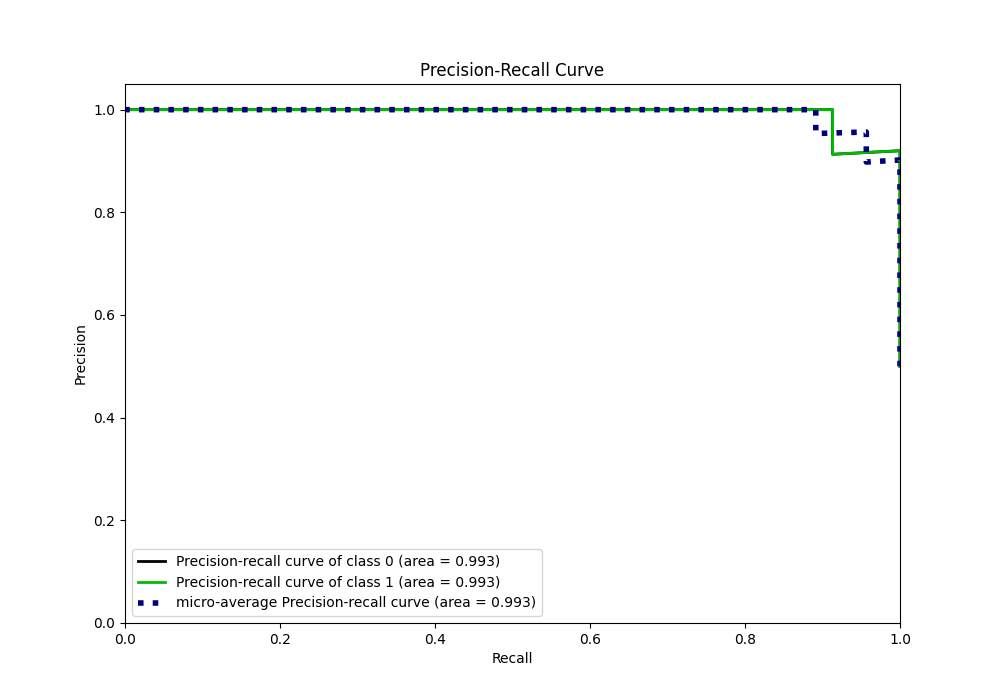 Precision-Recall Curve
1.0
0.8
0.6
0.4
0.2
0.0
Precision
Precision-recall curve of class 0 (area = 0.993)
Precision-recall curve of class 1 (area = 0.993)
micro-average Precision-recall curve (area = 0.993)
0.0 0.2 0.4 0.6 0.8 1.0
Recall